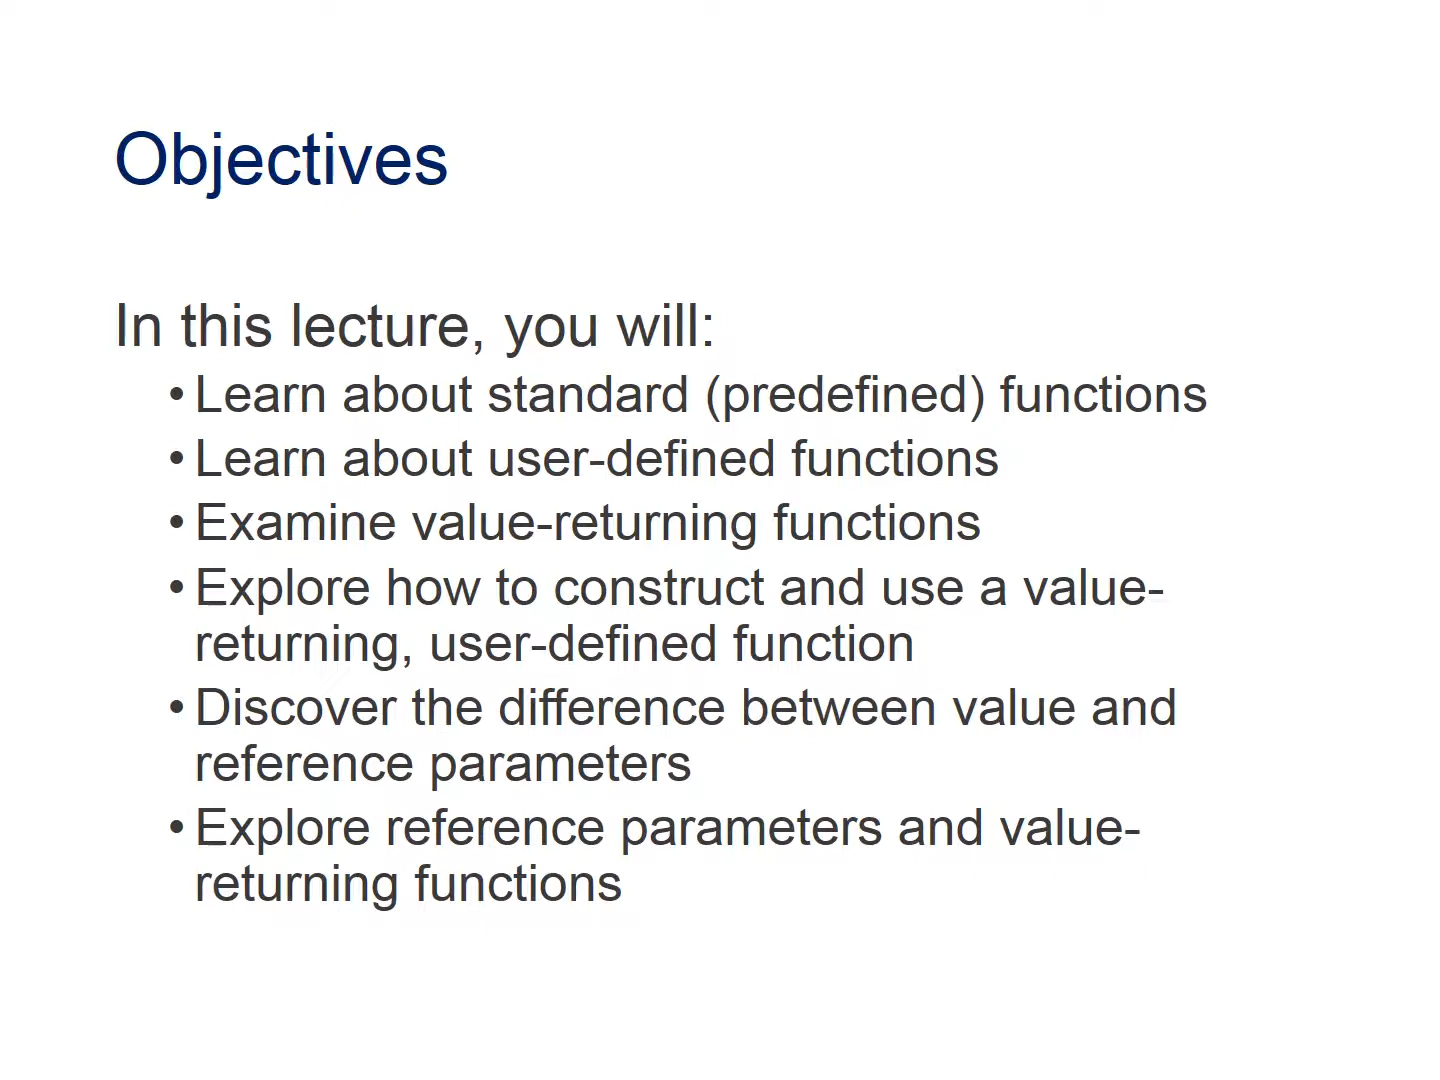 Objectives
In this lecture, you will:
• Learn about standard (predefined) functions
• Learn about user-defined functions
• Examine value-returning functions
• Explore how to construct and use a value-
returning, user-defined function
• Discover the difference between value and
reference parameters
• Explore reference parameters and value-
returning functions